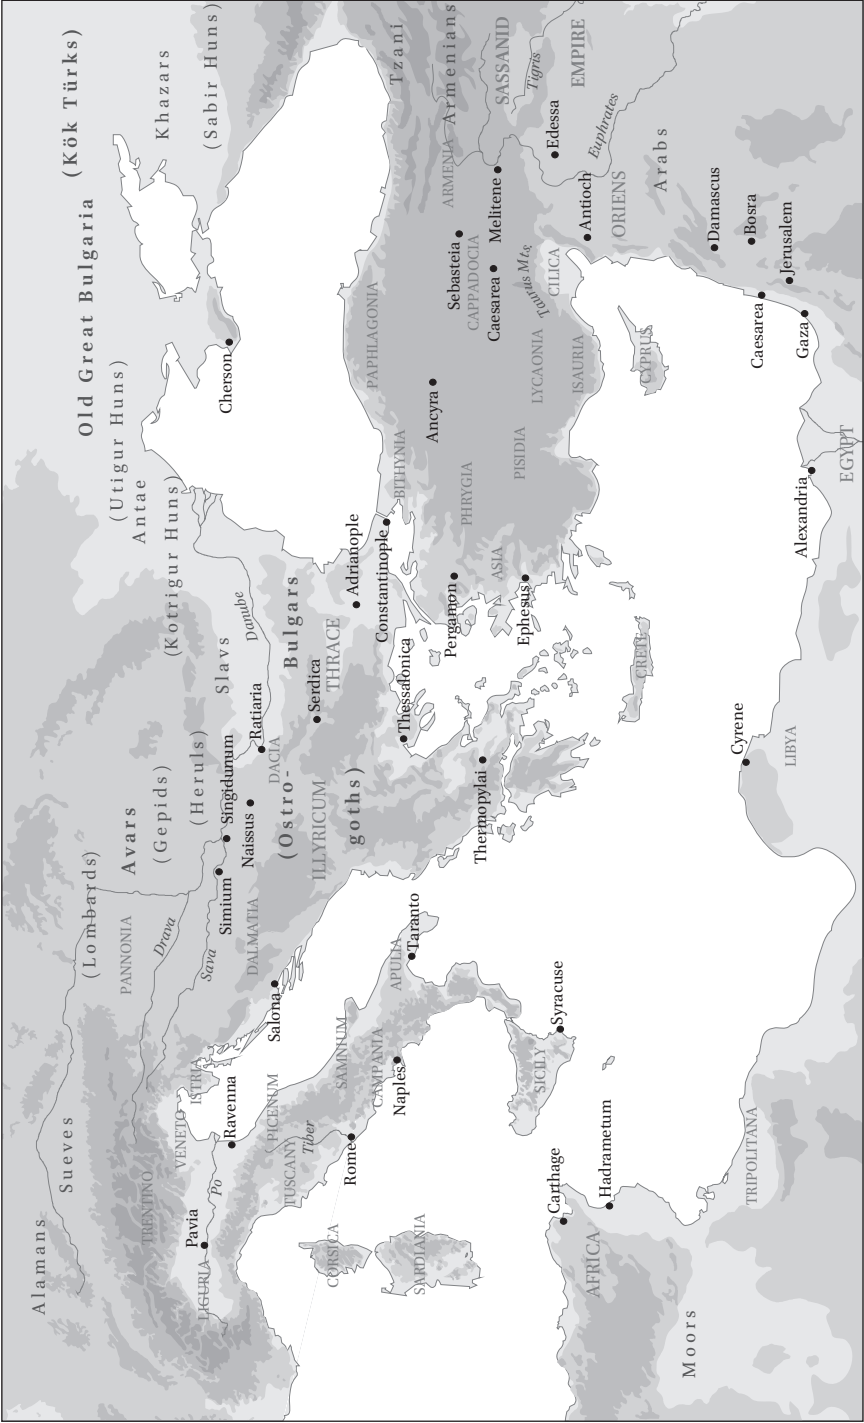 Alamans
Sueves
(Lombards)
PANNONIA
Avars
(Gepids)
(Heruls)
Slavs
(Kotrigur Huns)
Antae
(Utigur Huns)
Old Great Bulgaria
(Kök Türks)
Khazars
(Sabir Huns)
Cherson
TRENTINO
VENETO
ISTRIA
LIGURIA
Pavia
Po
Ravenna
Drava
Sava
DALMATIA
Salona
Simium
Singidunum
Naissus
Ratiaria
DACIA
Danube
Bulgars
(Ostro-
goths)
ILLYRICUM
Serdica
THRACE
Adrianople
Constantinople
Thessalonica
Thermopylai
PICENUM
TUSCANY
Tiber
Rome
SAMNIUM
CAMPANIA
Naples
APULIA
Taranto
CORSICA
SARDIANIA
SICILY
Syracuse
PAPHLAGONIA
BITHYNIA
Ancyra
PHRYGIA
PISIDIA
ASIA
Pergamon
Ephesus
LYCAONIA
ISAURIA
CILICA
Taurus Mts.
Sebasteia
CAPPADOCIA
Caesarea
Melitene
ARMENIA
Armenians
Tzani
SASSANID
EMPIRE
Tigris
Edessa
Euphrates
Antioch
ORIENS
Arabs
Damascus
Bosra
Jerusalem
Caesarea
Gaza
CYPRUS
CRETE
Alexandria
EGYPT
Cyrene
LIBYA
Carthage
Hadrametum
AFRICA
TRIPOLITANA
Moors